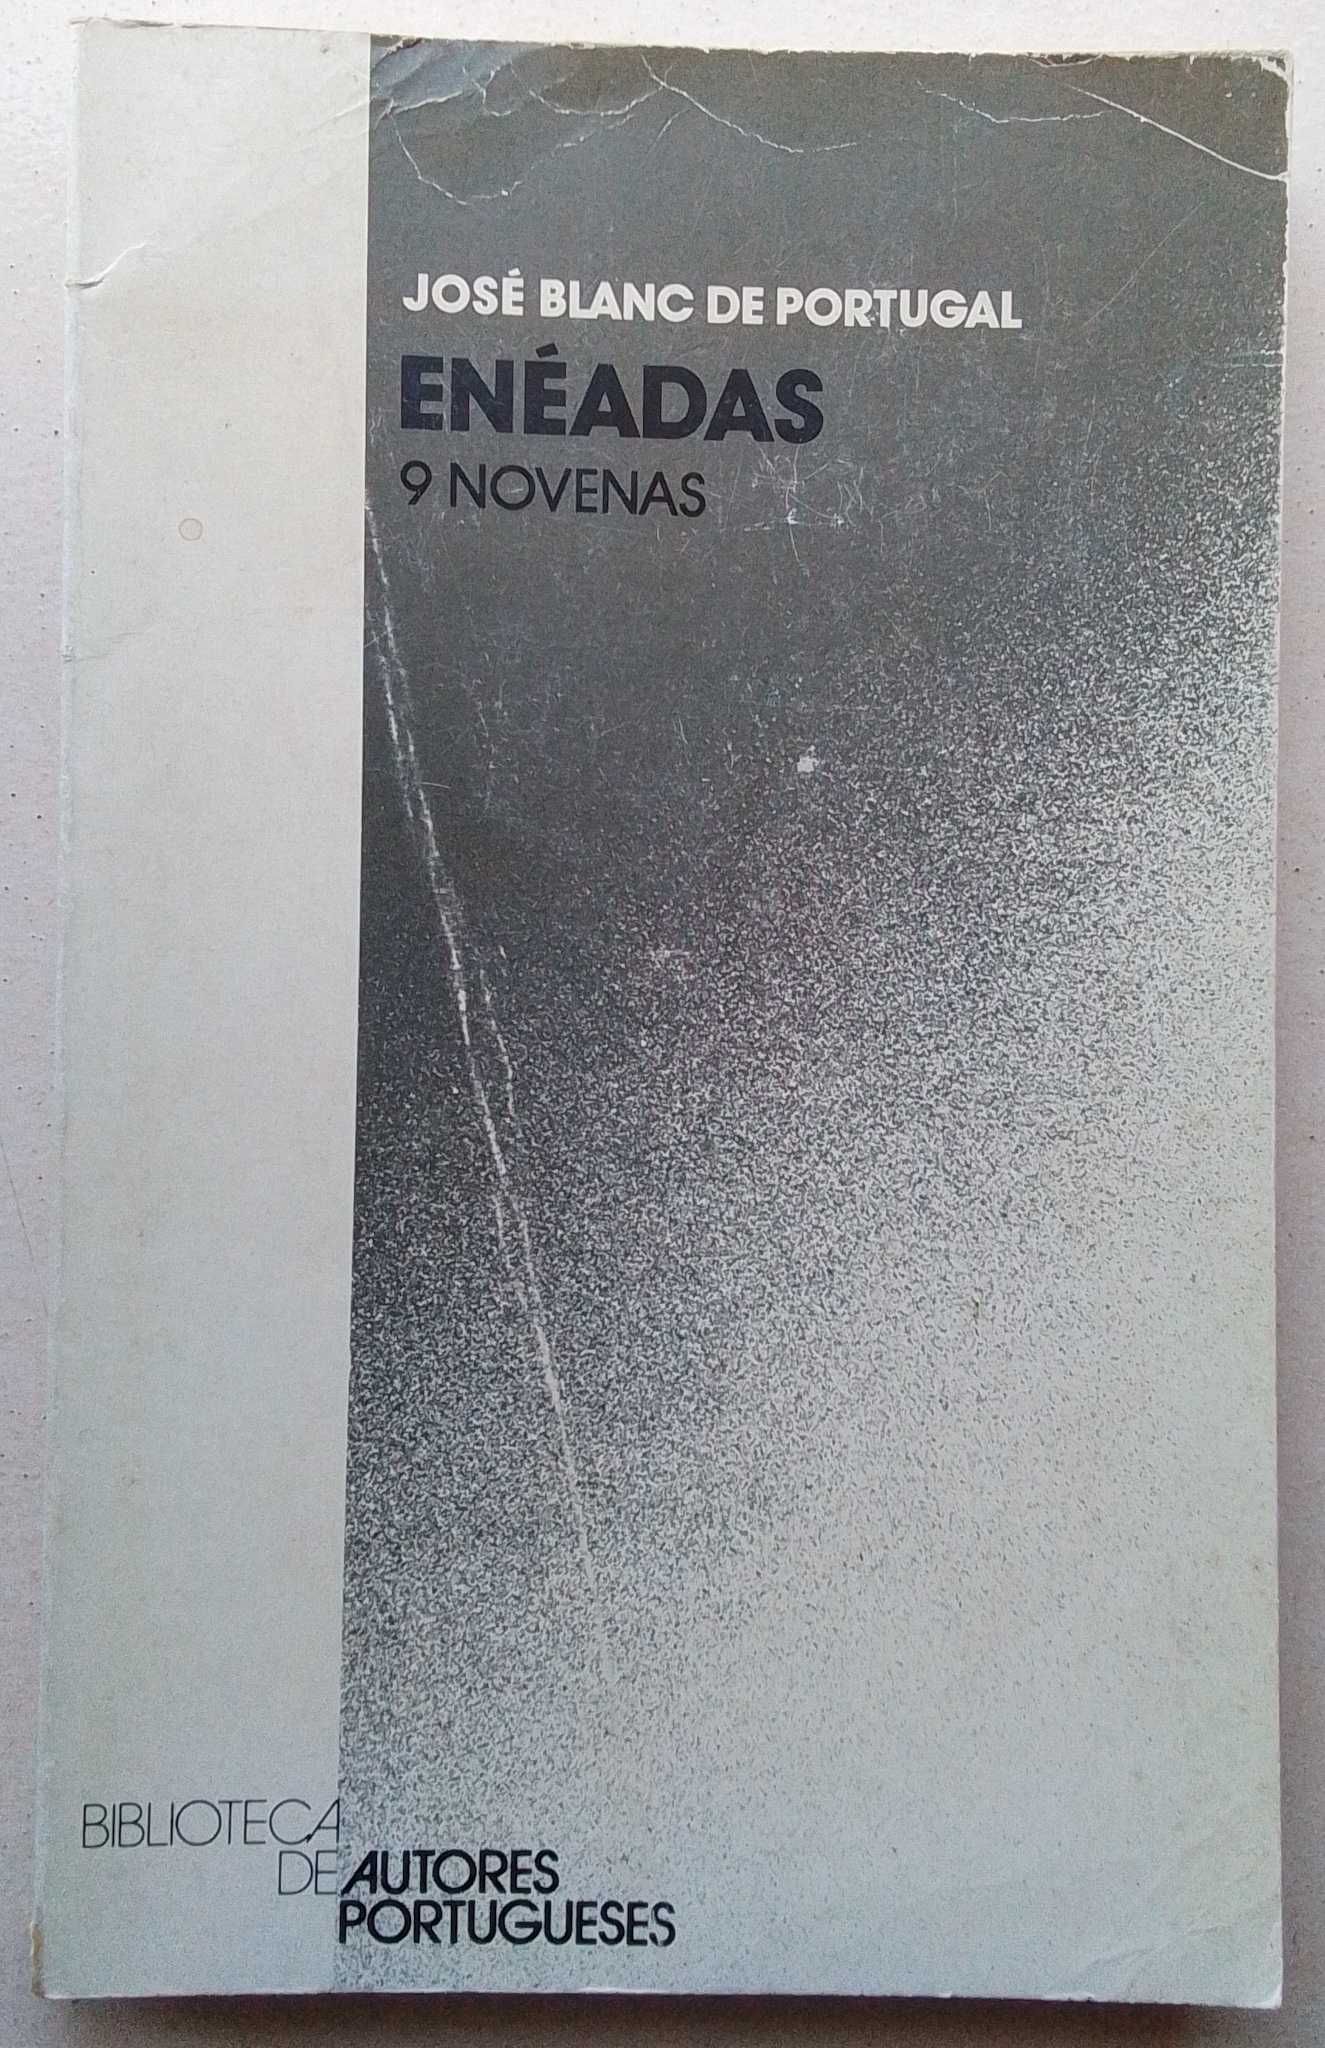 JOSÉ BLANC DE PORTUGAL
ENÉADAS
9 NOVENAS
BIBLIOTECA
DE AUTORES
PORTUGUESES